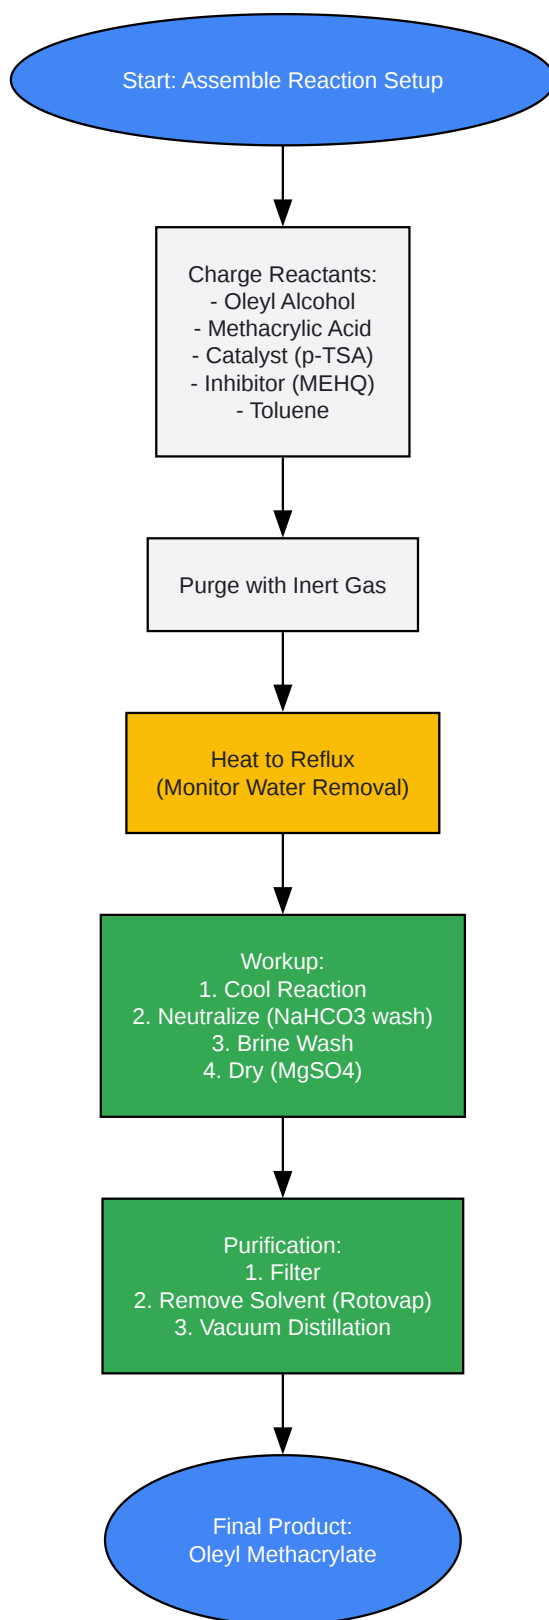 Start: Assemble Reaction Setup
Charge Reactants:
- Oleyl Alcohol
- Methacrylic Acid
- Catalyst (p-TSA)
- Inhibitor (MEHQ)
- Toluene
Purge with Inert Gas
Heat to Reflux
(Monitor Water Removal)
Workup:
1. Cool Reaction
2. Neutralize (NaHCO3 wash)
3. Brine Wash
4. Dry (MgSO4)
Purification:
1. Filter
2. Remove Solvent (Rotovap)
3. Vacuum Distillation
Final Product:
Oleyl Methacrylate